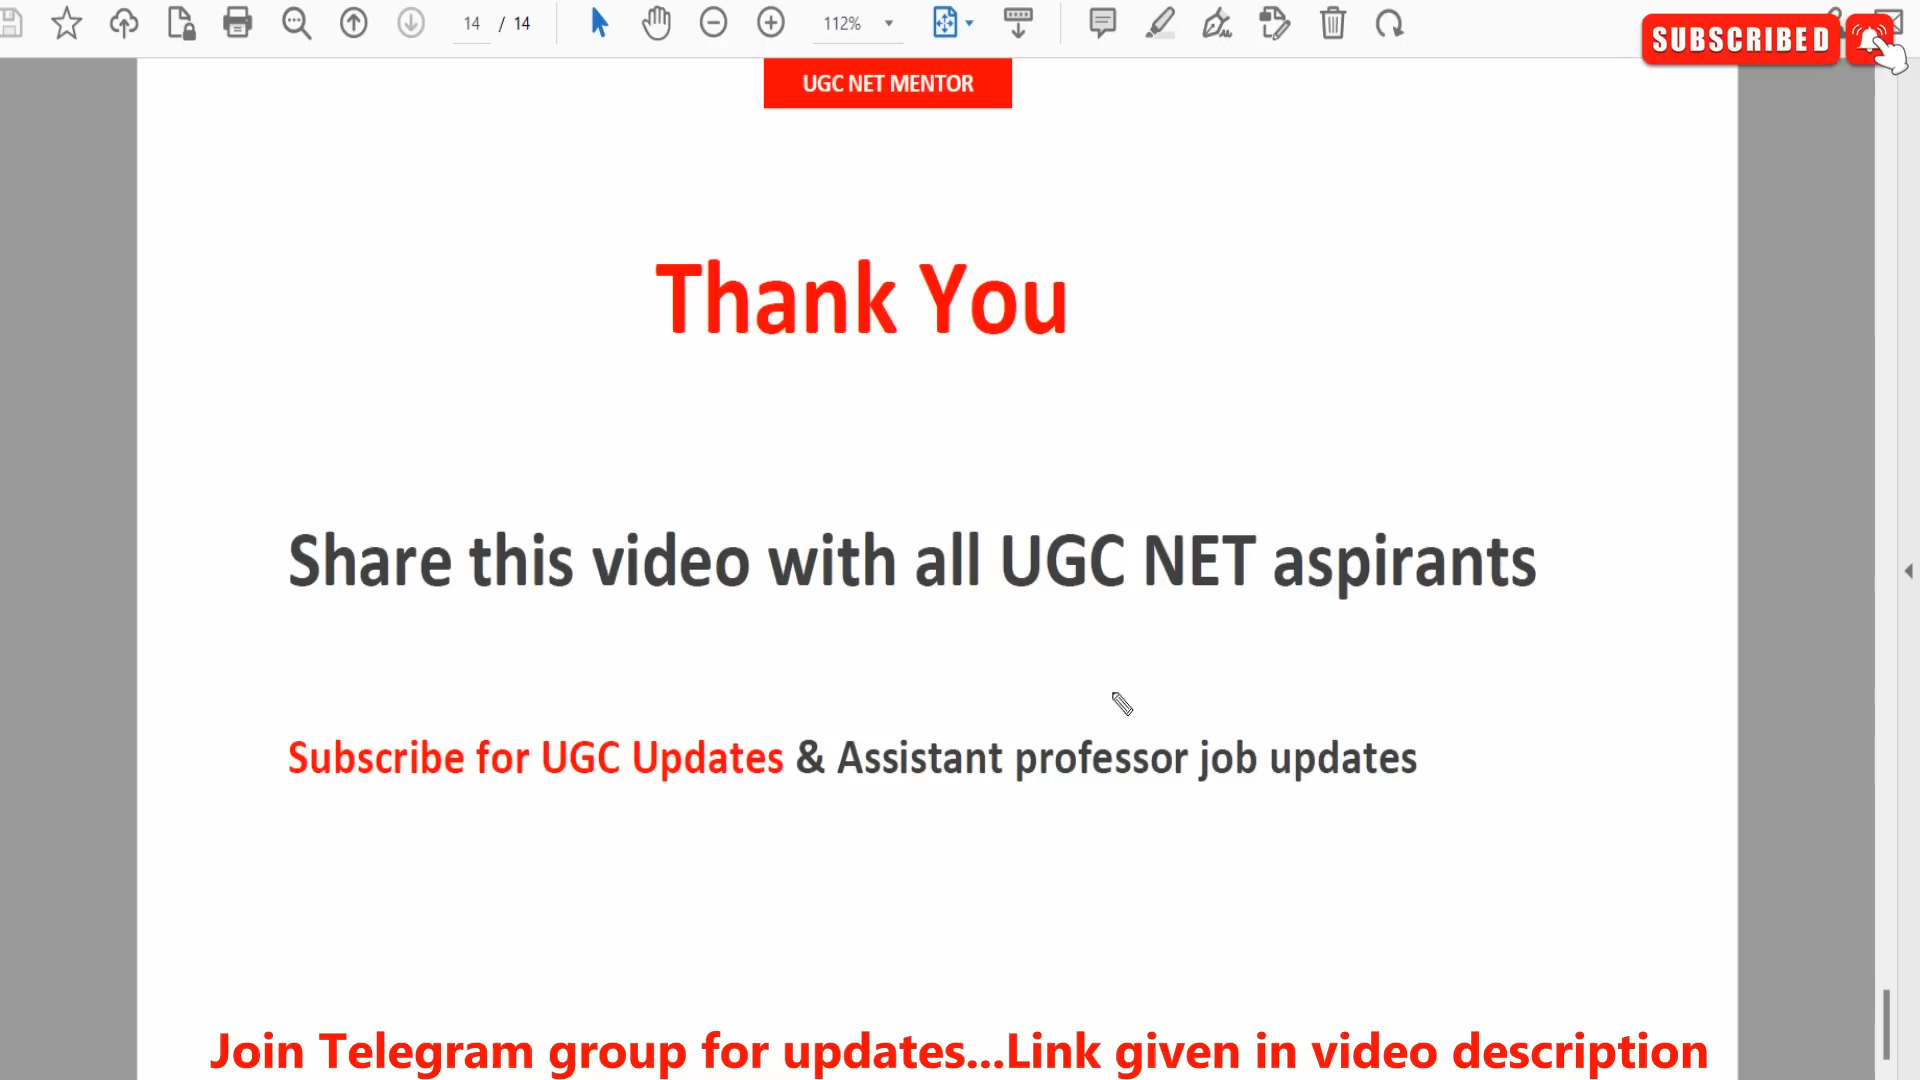 14 / 14
112%
SUBSCRIBED
UGC NET MENTOR
Thank You
Share this video with all UGC NET aspirants
Subscribe for UGC Updates & Assistant professor job updates
Join Telegram group for updates...Link given in video description